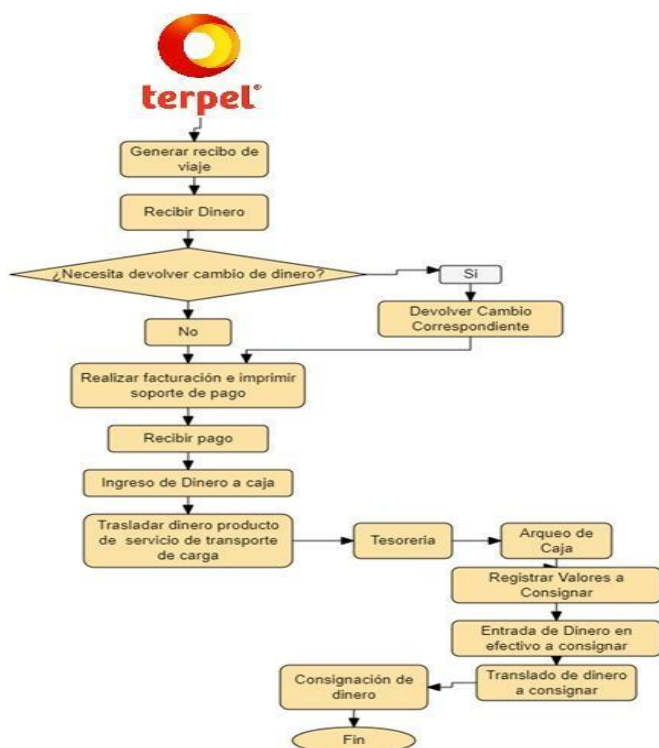 terpel®
Generar recibo de
viaje
Recibir Dinero
¿Necesita devolver cambio de dinero?
Si
No
Devolver Cambio
Correspondiente
Realizar facturación e imprimir
soporte de pago
Recibir pago
Ingreso de Dinero a caja
Trasladar dinero producto
de servicio de transporte
de carga
Tesoreria
Arqueo de
Caja
Registrar Valores a
Consignar
Entrada de Dinero en
efectivo a consignar
Translado de dinero
a consignar
Consignación de
dinero
Fin